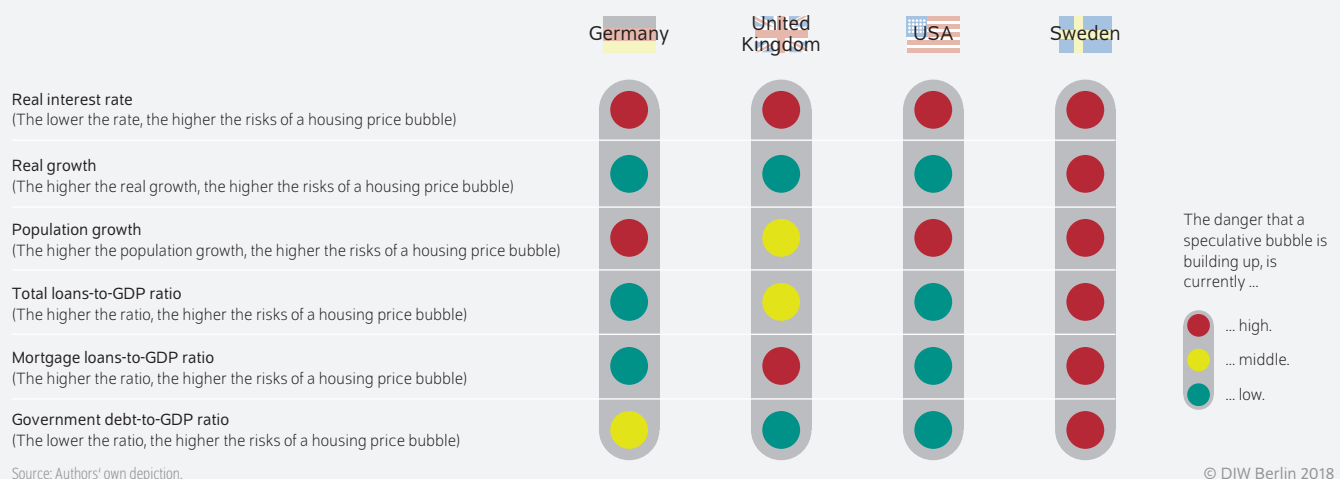 Germany
United
Kingdom
USA
Sweden
Real interest rate
(The lower the rate, the higher the risks of a housing price bubble)
Real growth
(The higher the real growth, the higher the risks of a housing price bubble)
Population growth
(The higher the population growth, the higher the risks of a housing price bubble)
Total loans-to-GDP ratio
(The higher the ratio, the higher the risks of a housing price bubble)
Mortgage loans-to-GDP ratio
(The higher the ratio, the higher the risks of a housing price bubble)
Government debt-to-GDP ratio
(The lower the ratio, the higher the risks of a housing price bubble)
The danger that a
speculative bubble is
building up, is
currently ...
... high.
... middle.
... low.
Source: Authors' own depiction.
© DIW Berlin 2018